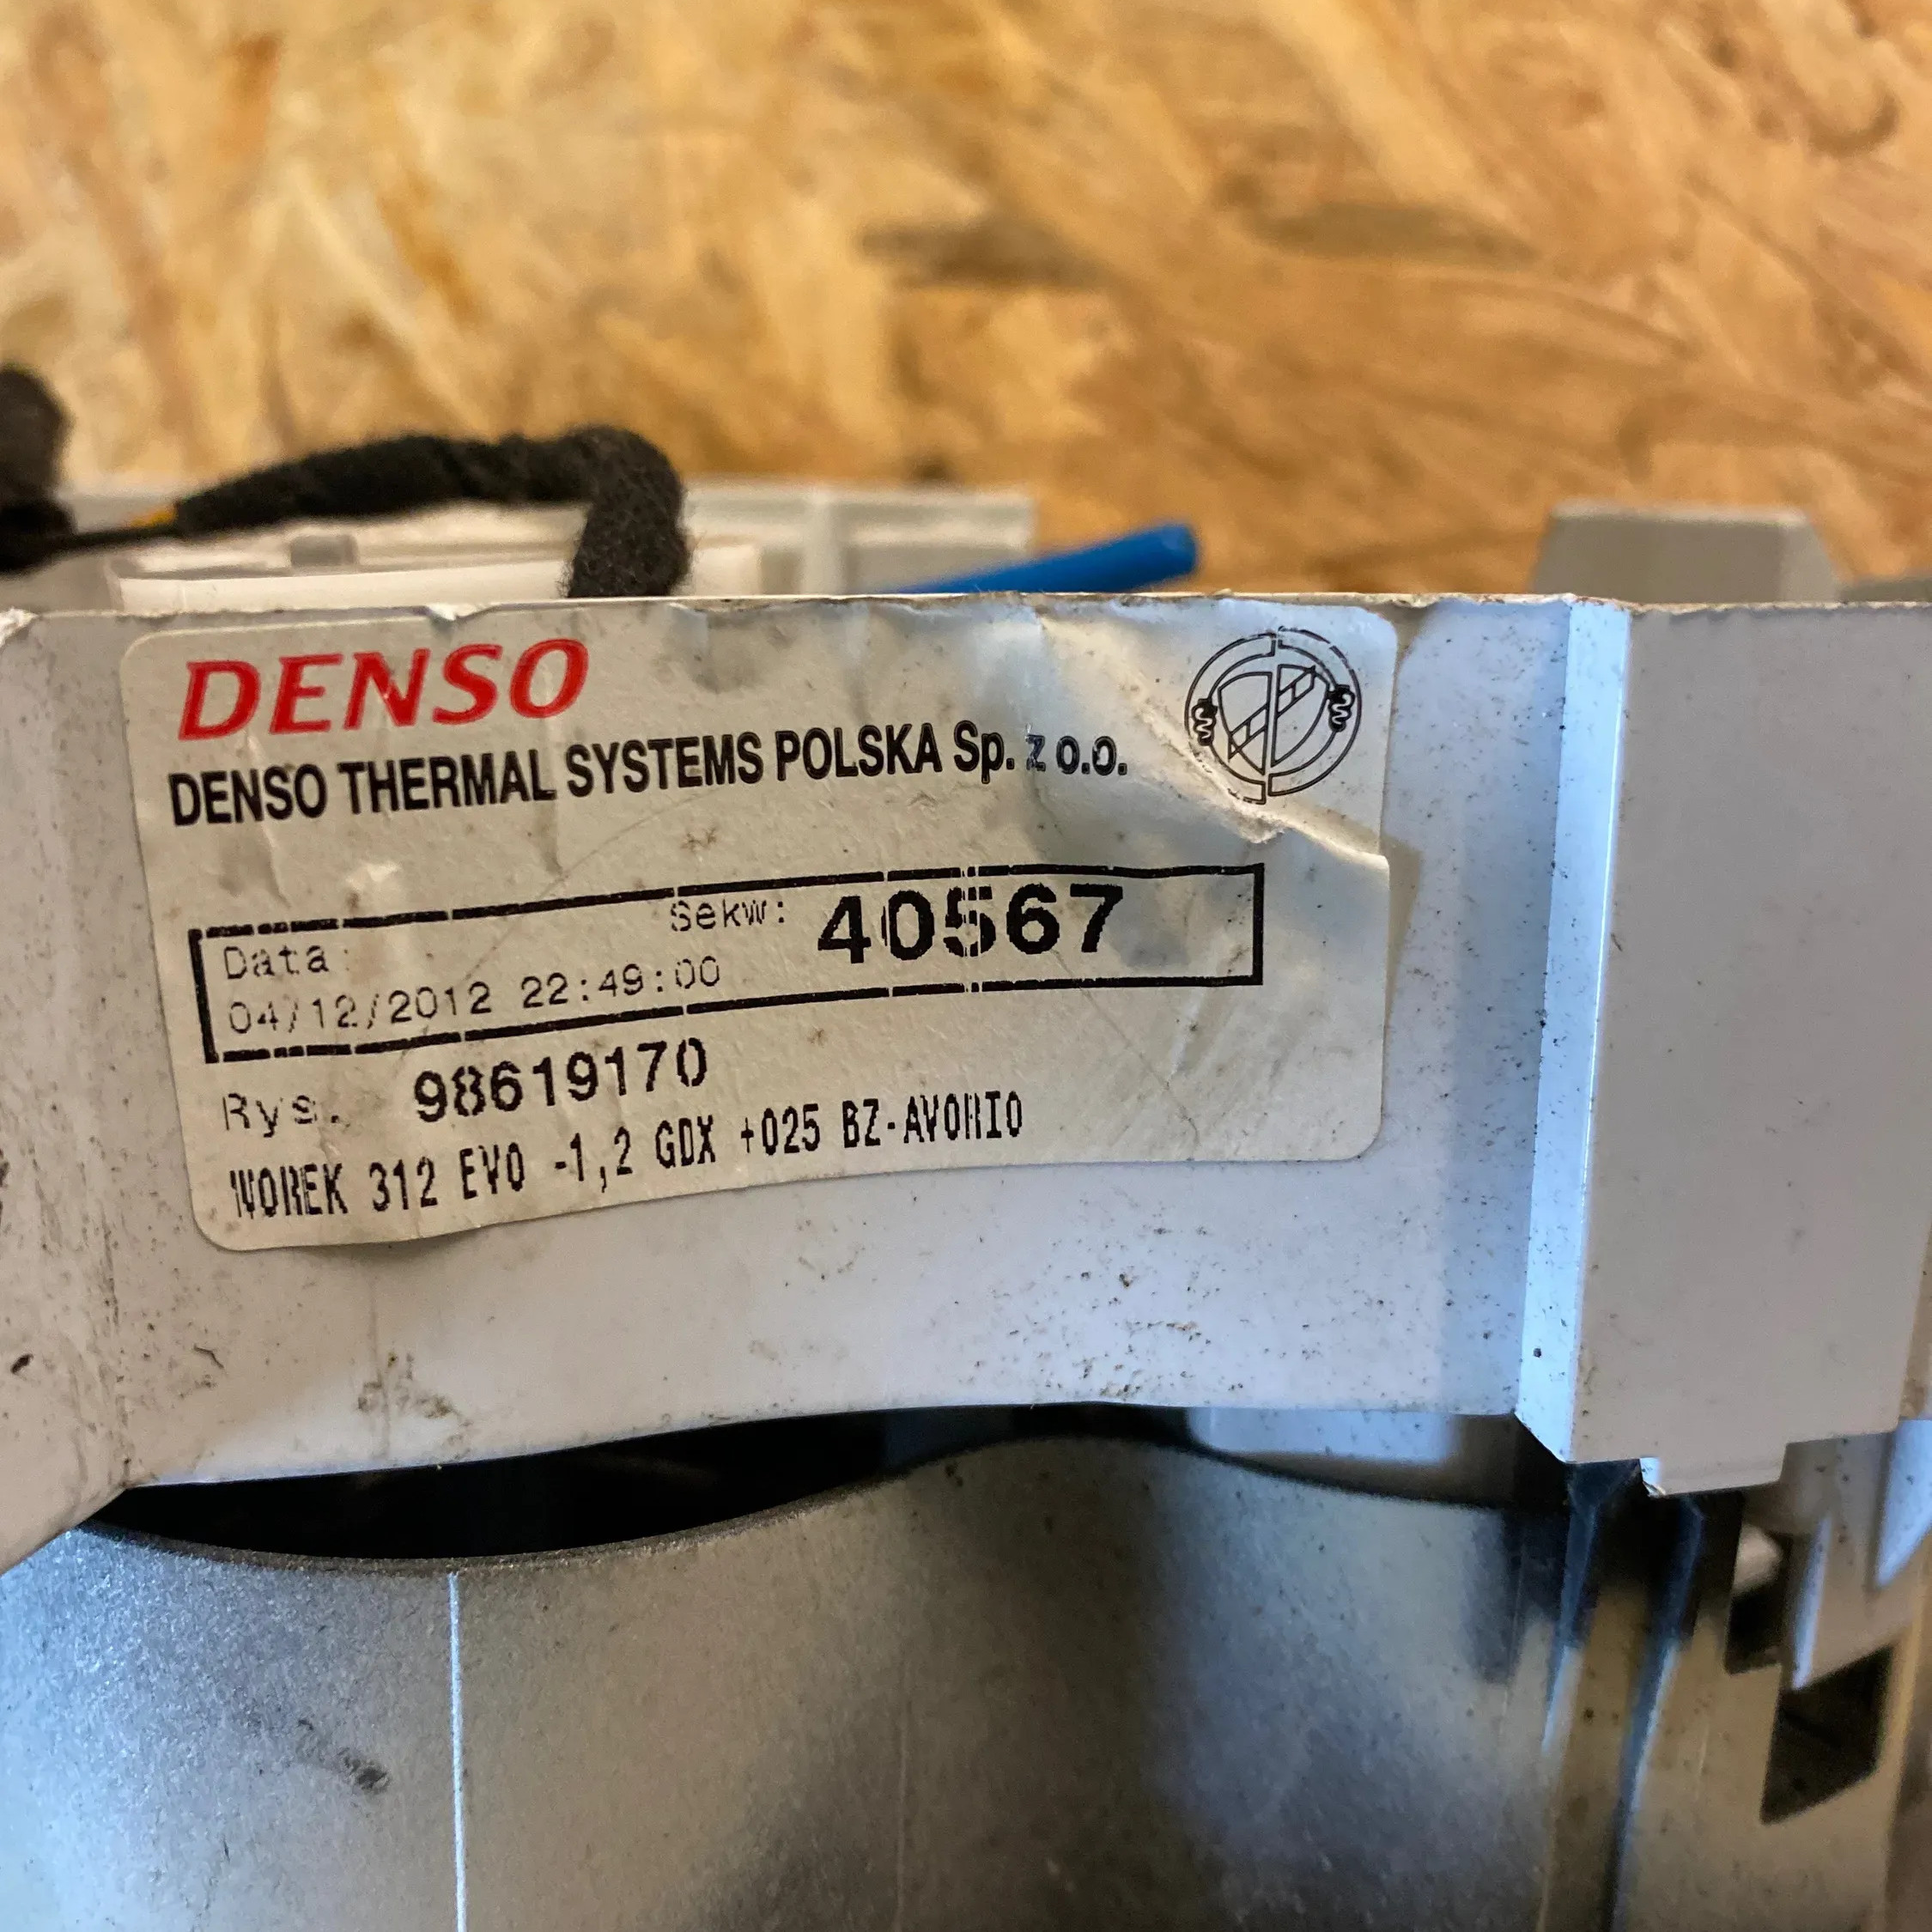 DENSO
DENSO THERMAL SYSTEMS POLSKA Sp. z o.o.
Sekw: 40567
Data:
04/12/2012 22:49:00
Rys. 98619170
WOREK 312 EVO -1,2 GDX +025 BZ-AVORIO